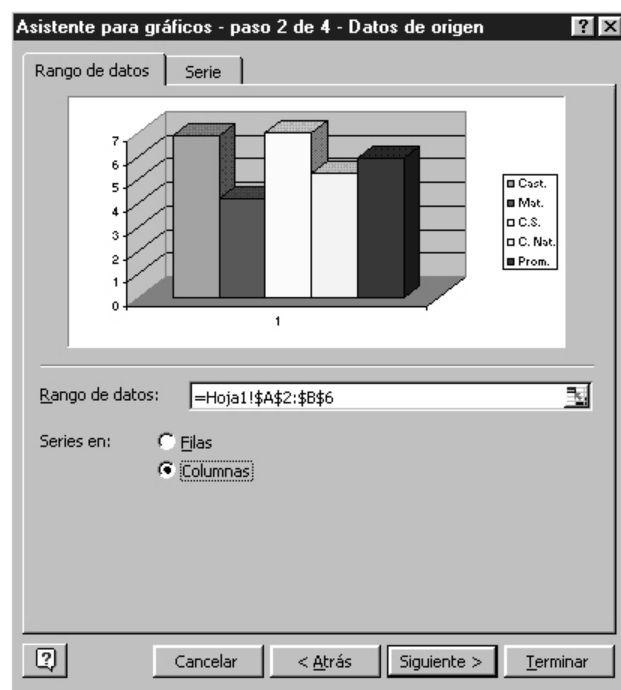 Asistente para gráficos - paso 2 de 4 - Datos de origen
Rango de datos
Serie
7
6
5
4
3
2
1
0
1
Cast.
Mat.
C.S.
C. Nat.
Prom.
Rango de datos:
=Hoja1!$A$2:$B$6
Series en:
Filas
Columnas
Cancelar
< Atrás
Siguiente >
Terminar